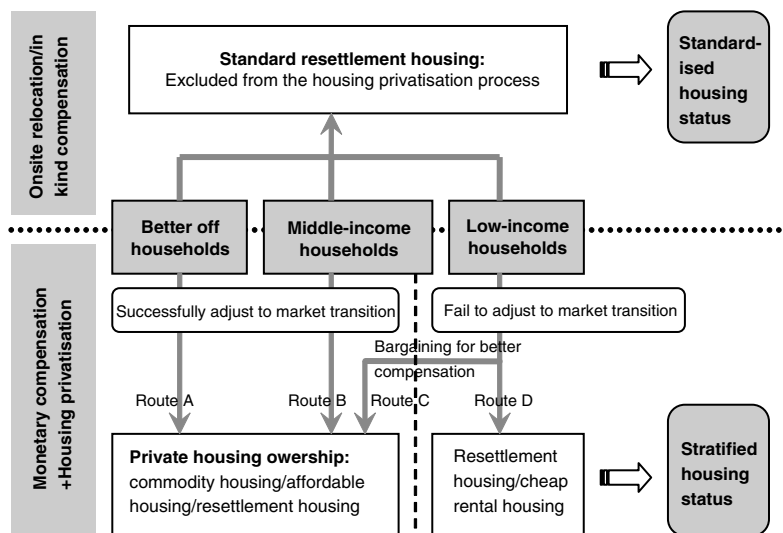 Onsite relocation/in
kind compensation
Standard resettlement housing:
Excluded from the housing privatisation process
Standard-
ised
housing
status
Better off
households
Middle-income
households
Low-income
households
Monetary compensation
+Housing privatisation
Successfully adjust to market transition
Fail to adjust to market transition
Bargaining for better
compensation
Route A
Route B
Route C
Route D
Private housing owership:
commodity housing/affordable
housing/resettlement housing
Resettlement
housing/cheap
rental housing
Stratified
housing
status